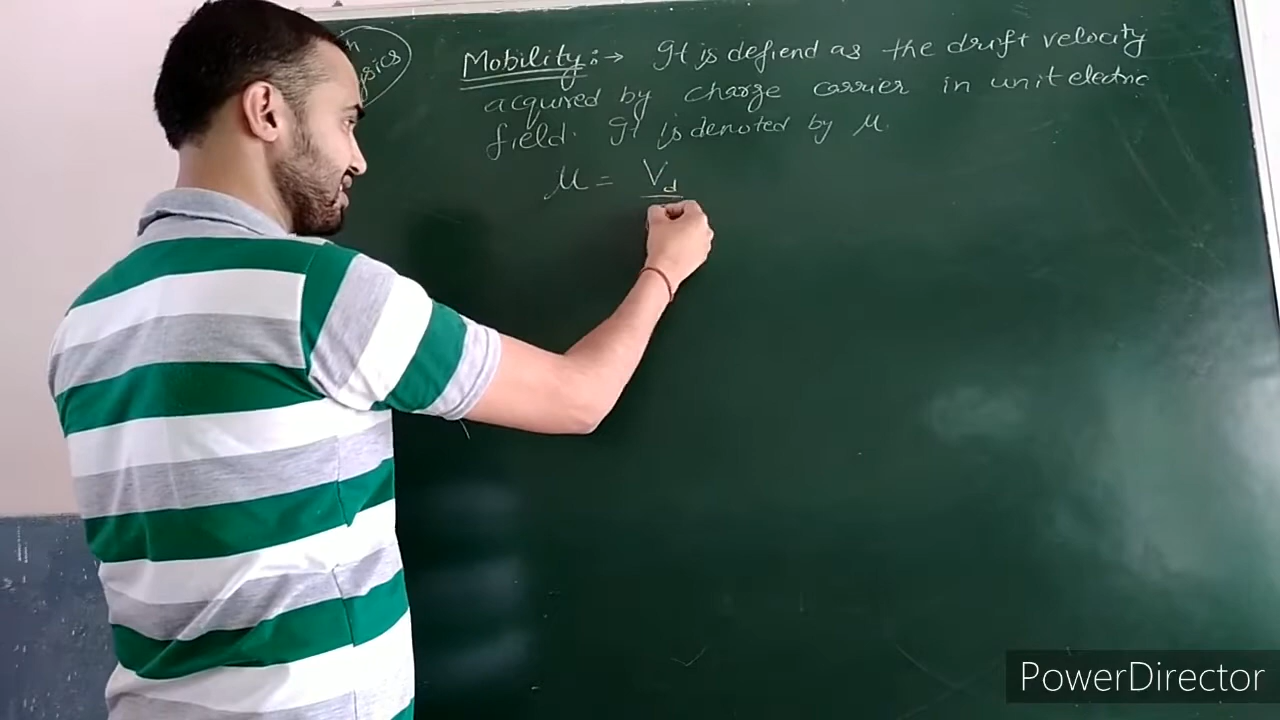 Mobility :→ It is defiend as the drift velocity
acquired by charge carrier in unit electric
field. It is denoted by μ.
μ = V_d
PowerDirector